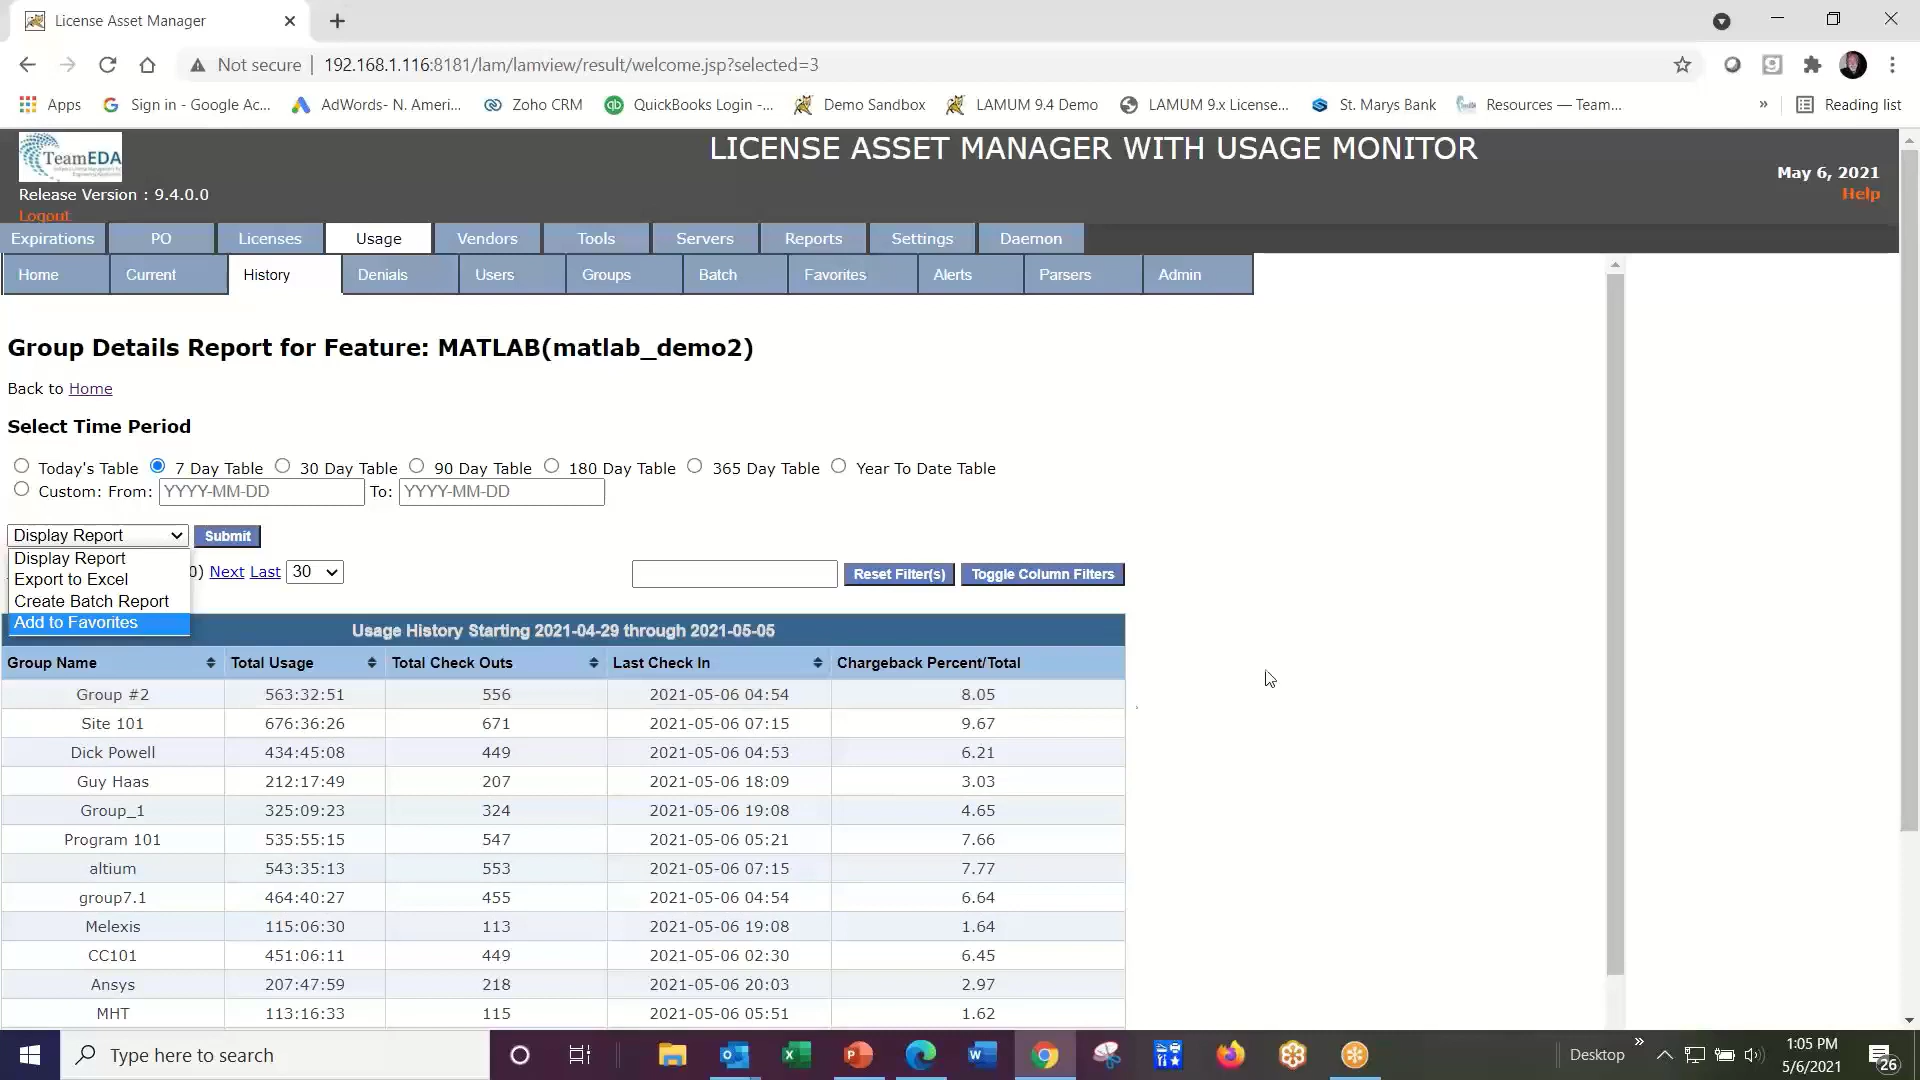 License Asset Manager
Not secure | 192.168.1.116:8181/lam/lamview/result/welcome.jsp?selected=3
Apps Sign in - Google Ac... AdWords- N. Ameri... Zoho CRM QuickBooks Login -... Demo Sandbox LAMUM 9.4 Demo LAMUM 9.x License... St. Marys Bank Resources — Team... » Reading list
TeamEDA
LICENSE ASSET MANAGER WITH USAGE MONITOR
May 6, 2021
Release Version : 9.4.0.0
Help
Logout
Expirations PO Licenses Usage Vendors Tools Servers Reports Settings Daemon
Home Current History Denials Users Groups Batch Favorites Alerts Parsers Admin
Group Details Report for Feature: MATLAB(matlab_demo2)
Back to Home
Select Time Period
Today's Table 7 Day Table 30 Day Table 90 Day Table 180 Day Table 365 Day Table Year To Date Table
Custom: From: YYYY-MM-DD To: YYYY-MM-DD
Display Report Submit
Display Report
Export to Excel
Create Batch Report
Add to Favorites
0) Next Last 30 Reset Filter(s) Toggle Column Filters
Usage History Starting 2021-04-29 through 2021-05-05
Group Name Total Usage Total Check Outs Last Check In Chargeback Percent/Total
Group #2 563:32:51 556 2021-05-06 04:54 8.05
Site 101 676:36:26 671 2021-05-06 07:15 9.67
Dick Powell 434:45:08 449 2021-05-06 04:53 6.21
Guy Haas 212:17:49 207 2021-05-06 18:09 3.03
Group_1 325:09:23 324 2021-05-06 19:08 4.65
Program 101 535:55:15 547 2021-05-06 05:21 7.66
altium 543:35:13 553 2021-05-06 07:15 7.77
group7.1 464:40:27 455 2021-05-06 04:54 6.64
Melexis 115:06:30 113 2021-05-06 19:08 1.64
CC101 451:06:11 449 2021-05-06 02:30 6.45
Ansys 207:47:59 218 2021-05-06 20:03 2.97
MHT 113:16:33 115 2021-05-06 05:51 1.62
Type here to search
Desktop »
1:05 PM
5/6/2021
26